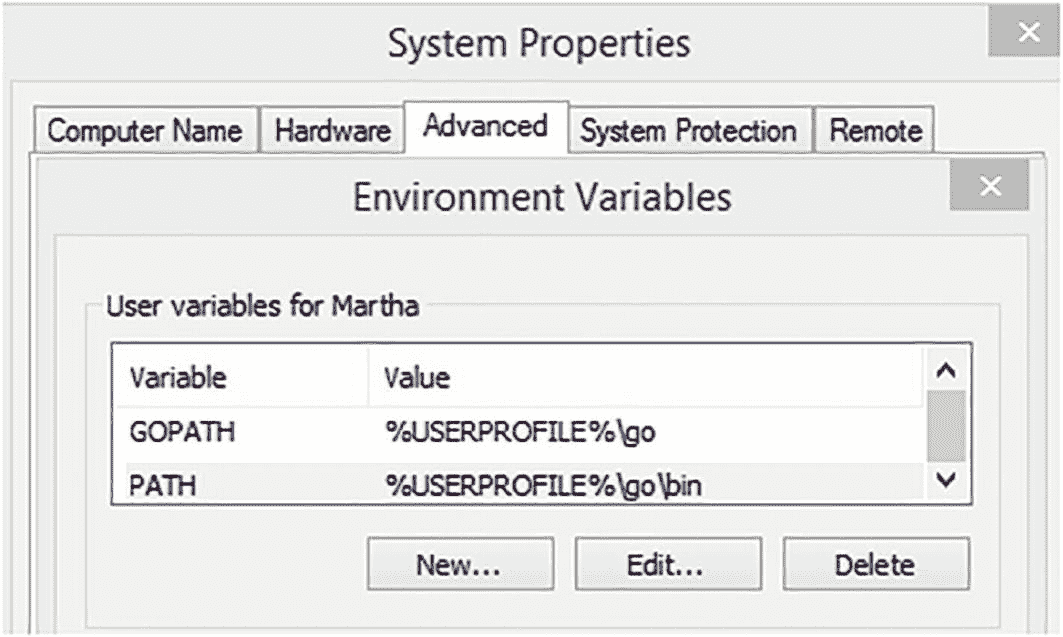 System Properties
Computer Name Hardware Advanced System Protection Remote
Environment Variables
User variables for Martha
Variable Value
GOPATH %USERPROFILE%\go
PATH %USERPROFILE%\go\bin
New... Edit... Delete